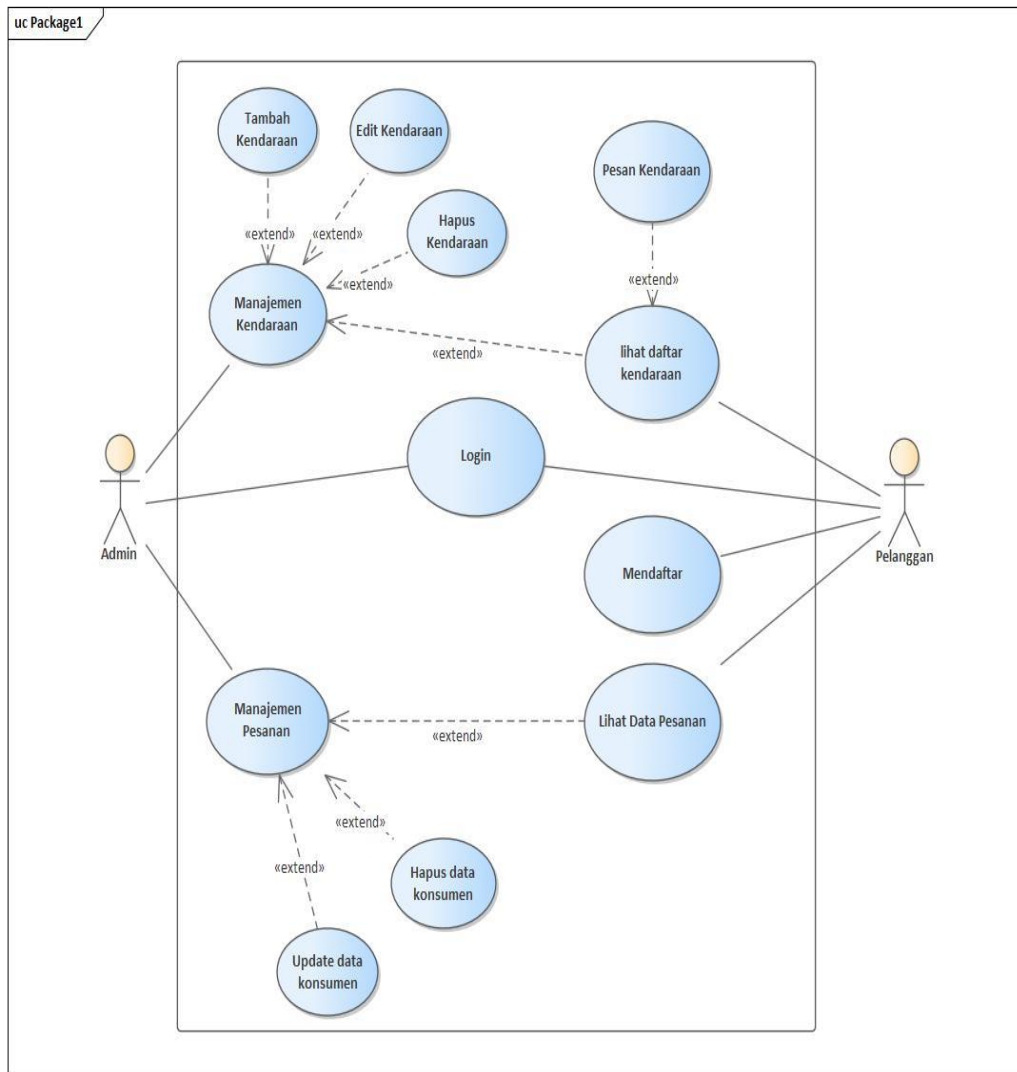 uc Package1
Tambah
Kendaraan
Edit Kendaraan
Pesan Kendaraan
Hapus
Kendaraan
«extend»
«extend»
«extend»
«extend»
Manajemen
Kendaraan
«extend»
lihat daftar
kendaraan
Login
Admin
Pelanggan
Mendaftar
Manajemen
Pesanan
«extend»
Lihat Data Pesanan
«extend»
«extend»
Hapus data
konsumen
Update data
konsumen